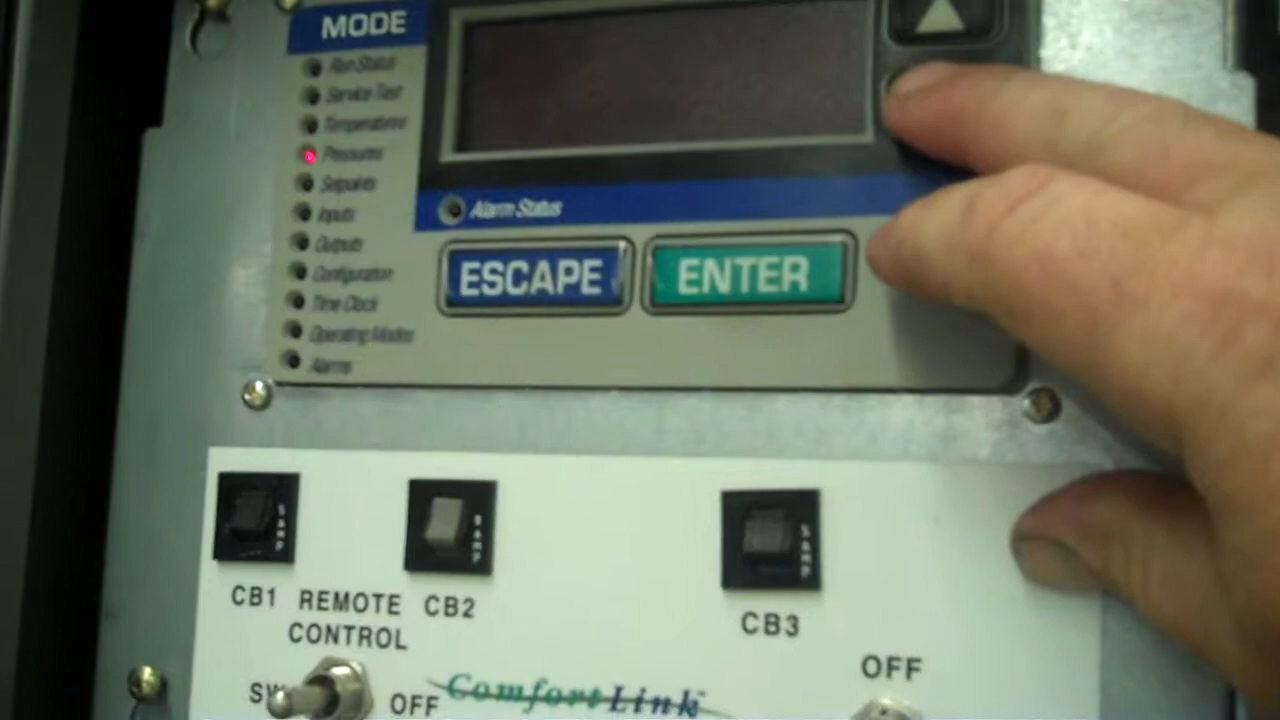 MODE
Run Status
Service Test
Temperatures
Pressures
Setpoints
Inputs
Outputs
Configuration
Time Clock
Operating Modes
Alarms
Alarm Status
ESCAPE
ENTER
CB1
REMOTE
CONTROL
CB2
CB3
SW
OFF
ComfortLink
OFF